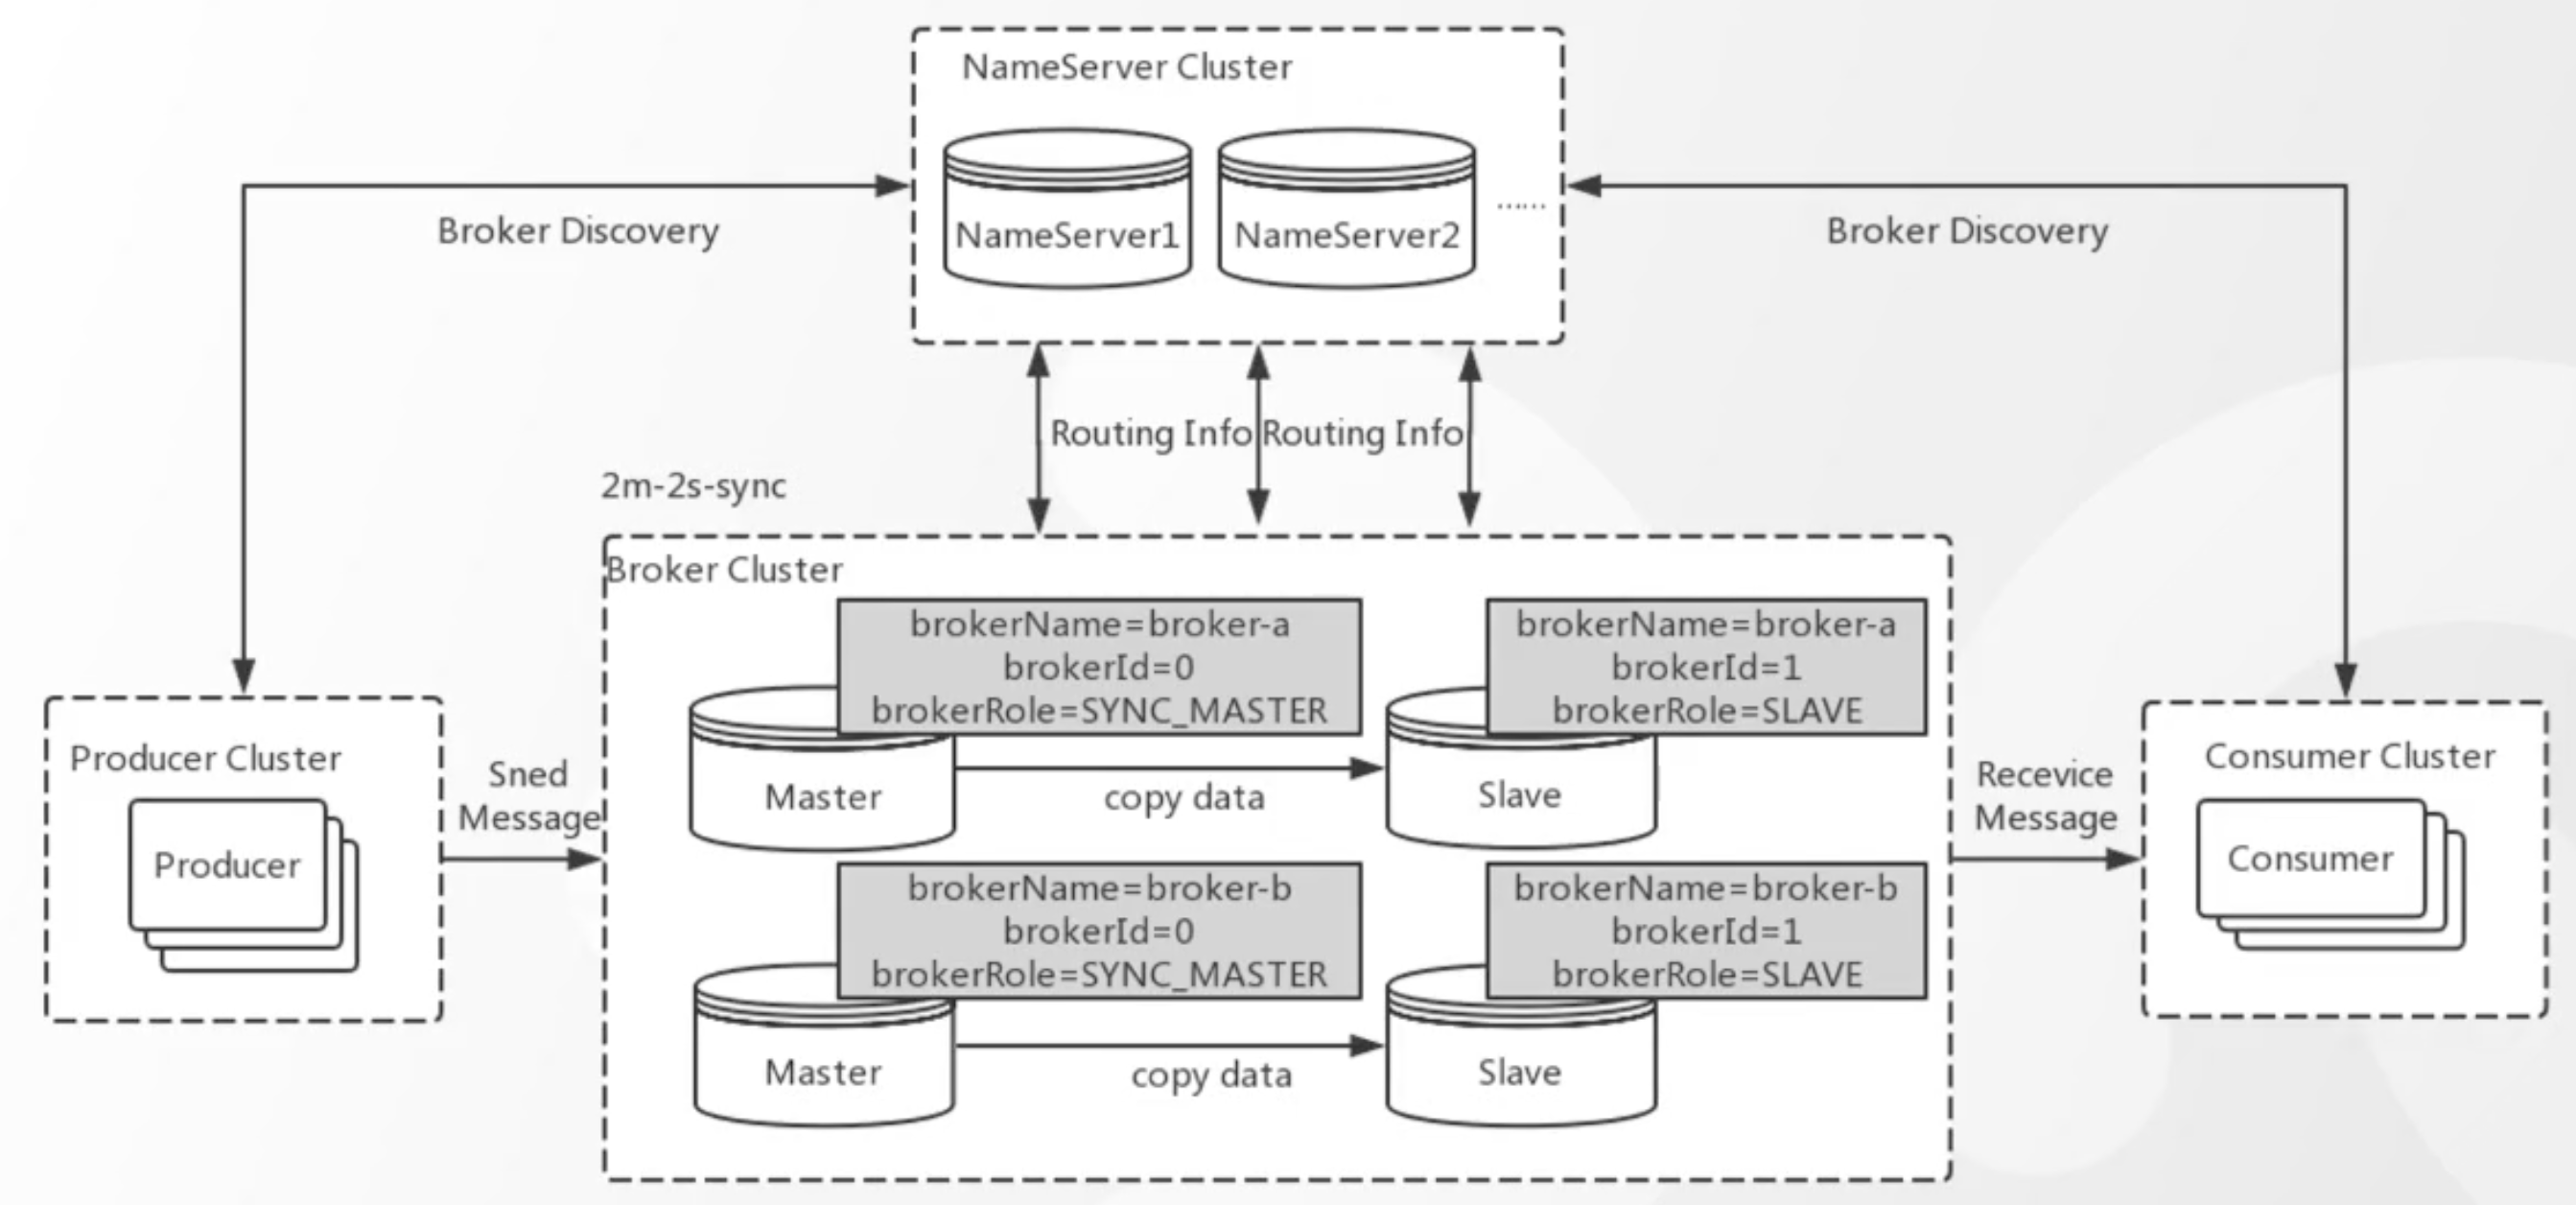 NameServer Cluster
NameServer1
NameServer2
......
Broker Discovery
Broker Discovery
Routing Info
Routing Info
2m-2s-sync
Broker Cluster
brokerName=broker-a
brokerId=0
brokerRole=SYNC_MASTER
brokerName=broker-a
brokerId=1
brokerRole=SLAVE
Master
copy data
Slave
brokerName=broker-b
brokerId=0
brokerRole=SYNC_MASTER
brokerName=broker-b
brokerId=1
brokerRole=SLAVE
Master
copy data
Slave
Producer Cluster
Producer
Sned
Message
Recevice
Message
Consumer Cluster
Consumer